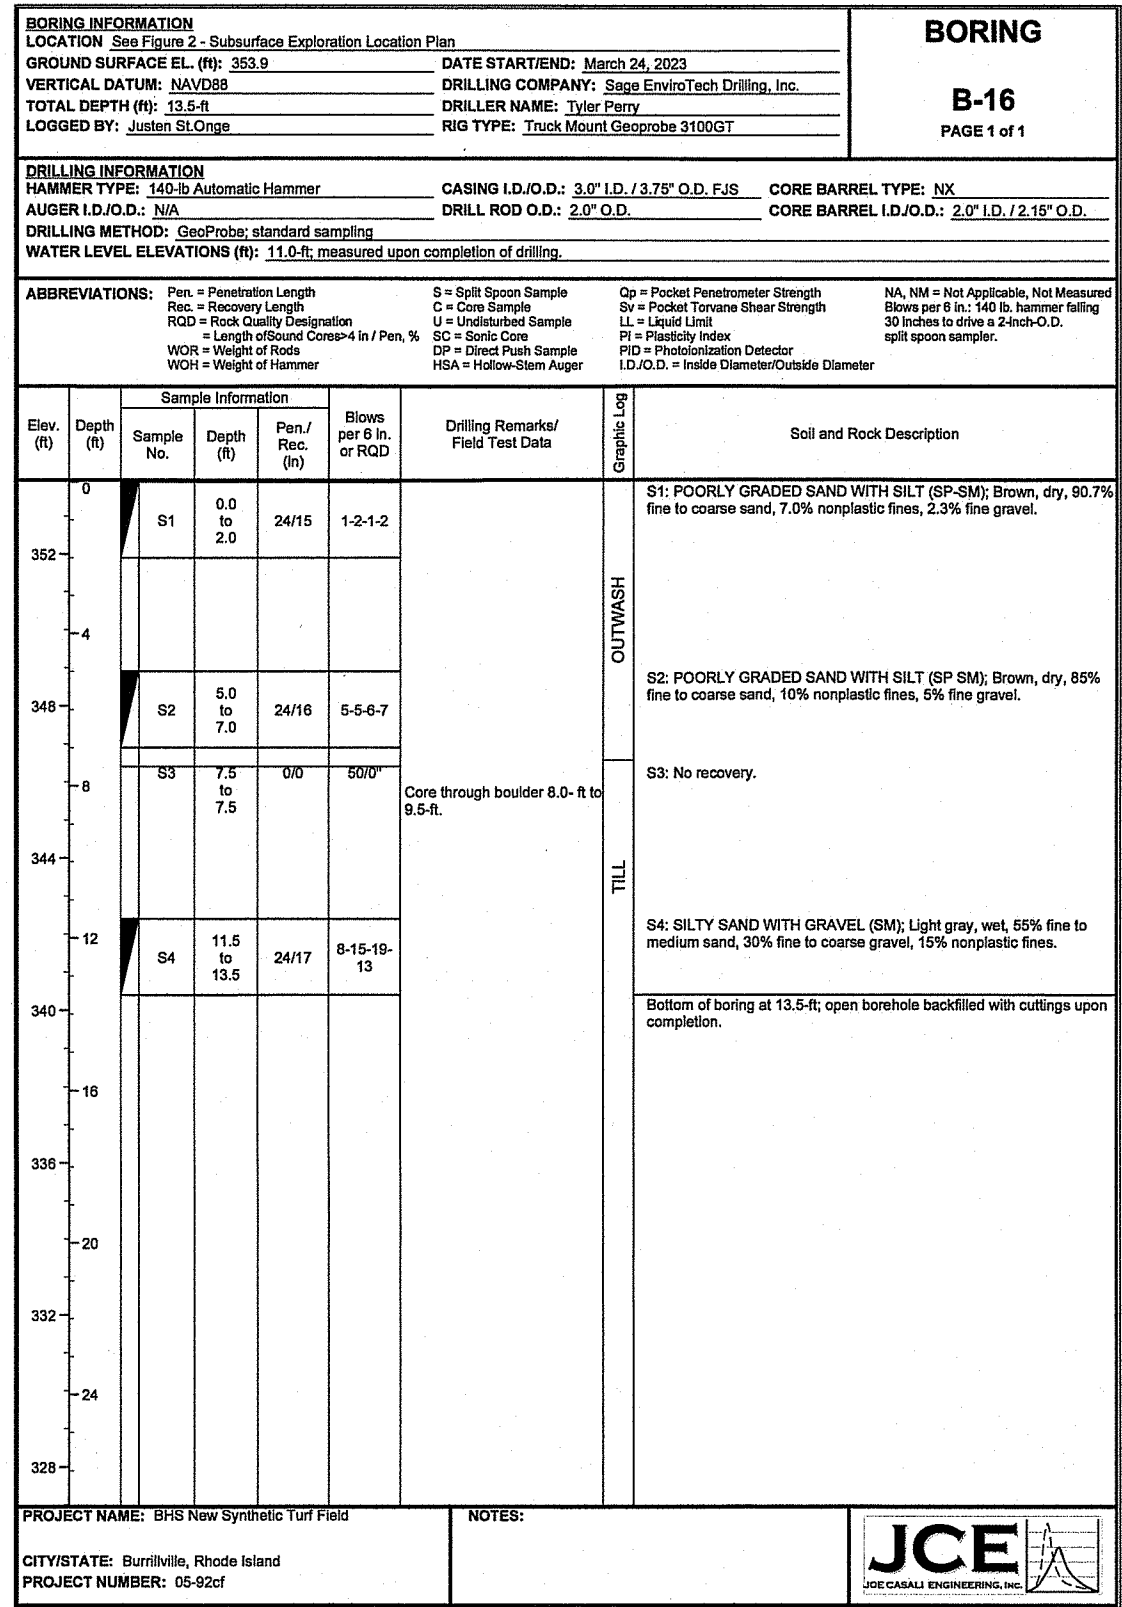 BORING INFORMATION
LOCATION See Figure 2 - Subsurface Exploration Location Plan
GROUND SURFACE EL. (ft): 353.9
DATE START/END: March 24, 2023
VERTICAL DATUM: NAVD88
DRILLING COMPANY: Sage EnviroTech Drilling, Inc.
TOTAL DEPTH (ft): 13.5-ft
DRILLER NAME: Tyler Perry
LOGGED BY: Justen St.Onge
RIG TYPE: Truck Mount Geoprobe 3100GT
BORING
B-16
PAGE 1 of 1
DRILLING INFORMATION
HAMMER TYPE: 140-lb Automatic Hammer
CASING I.D./O.D.: 3.0" I.D. / 3.75" O.D. FJS
CORE BARREL TYPE: NX
AUGER I.D./O.D.: N/A
DRILL ROD O.D.: 2.0" O.D.
CORE BARREL I.D./O.D.: 2.0" I.D. / 2.15" O.D.
DRILLING METHOD: GeoProbe; standard sampling
WATER LEVEL ELEVATIONS (ft): 11.0-ft; measured upon completion of drilling.
ABBREVIATIONS:
Pen. = Penetration Length
Rec. = Recovery Length
RQD = Rock Quality Designation
= Length ofSound Cores>4 in / Pen, %
WOR = Weight of Rods
WOH = Weight of Hammer
S = Split Spoon Sample
C = Core Sample
U = Undisturbed Sample
SC = Sonic Core
DP = Direct Push Sample
HSA = Hollow-Stem Auger
Qp = Pocket Penetrometer Strength
Sv = Pocket Torvane Shear Strength
LL = Liquid Limit
PI = Plasticity Index
PID = Photoionization Detector
I.D./O.D. = Inside Diameter/Outside Diameter
NA, NM = Not Applicable, Not Measured
Blows per 6 in.: 140 lb. hammer falling
30 inches to drive a 2-inch-O.D.
split spoon sampler.
Elev.
(ft)
Depth
(ft)
Sample Information
Sample
No.
Depth
(ft)
Pen./
Rec.
(in)
Blows
per 6 in.
or RQD
Drilling Remarks/
Field Test Data
Graphic Log
Soil and Rock Description
0
S1
0.0
to
2.0
24/15
1-2-1-2
S1: POORLY GRADED SAND WITH SILT (SP-SM); Brown, dry, 90.7%
fine to coarse sand, 7.0% nonplastic fines, 2.3% fine gravel.
352
4
OUTWASH
348
S2
5.0
to
7.0
24/16
5-5-6-7
S2: POORLY GRADED SAND WITH SILT (SP SM); Brown, dry, 85%
fine to coarse sand, 10% nonplastic fines, 5% fine gravel.
8
S3
7.5
to
7.5
0/0
50/0"
Core through boulder 8.0- ft to
9.5-ft.
S3: No recovery.
344
TILL
12
S4
11.5
to
13.5
24/17
8-15-19-
13
S4: SILTY SAND WITH GRAVEL (SM); Light gray, wet, 55% fine to
medium sand, 30% fine to coarse gravel, 15% nonplastic fines.
340
Bottom of boring at 13.5-ft; open borehole backfilled with cuttings upon
completion.
16
336
20
332
24
328
PROJECT NAME: BHS New Synthetic Turf Field
CITY/STATE: Burrillville, Rhode Island
PROJECT NUMBER: 05-92cf
NOTES:
JCE
JOE CASALI ENGINEERING, INC.